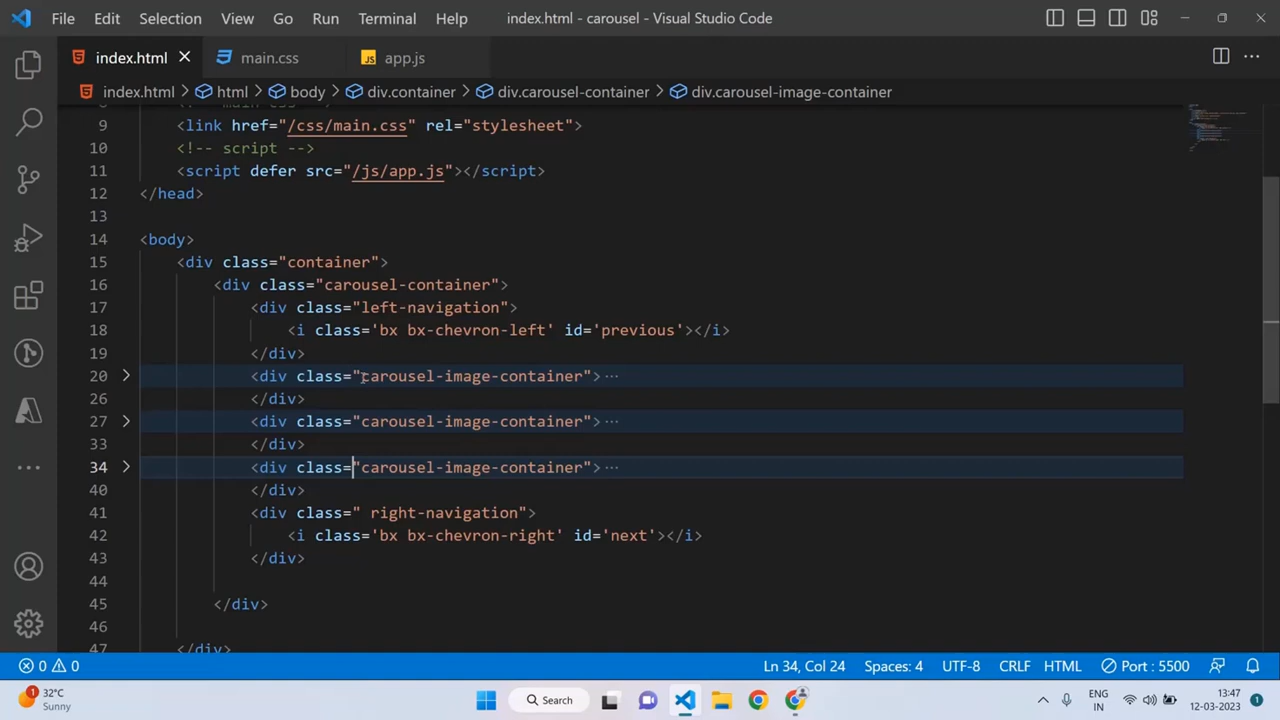 File Edit Selection View Go Run Terminal Help index.html - carousel - Visual Studio Code
index.html main.css JS app.js
index.html > html > body > div.container > div.carousel-container > div.carousel-image-container
9 <link href="/css/main.css" rel="stylesheet">
10 <!-- script -->
11 <script defer src="/js/app.js"></script>
12 </head>
13
14 <body>
15 <div class="container">
16 <div class="carousel-container">
17 <div class="left-navigation">
18 <i class='bx bx-chevron-left' id='previous'></i>
19 </div>
20 <div class="carousel-image-container"> ···
26 </div>
27 <div class="carousel-image-container"> ···
33 </div>
34 <div class="carousel-image-container"> ···
40 </div>
41 <div class=" right-navigation">
42 <i class='bx bx-chevron-right' id='next'></i>
43 </div>
44
45 </div>
46
47 </div>
0 0 Ln 34, Col 24 Spaces: 4 UTF-8 CRLF HTML Port : 5500
1 32°C Sunny Search ENG IN 13:47 12-03-2023 1